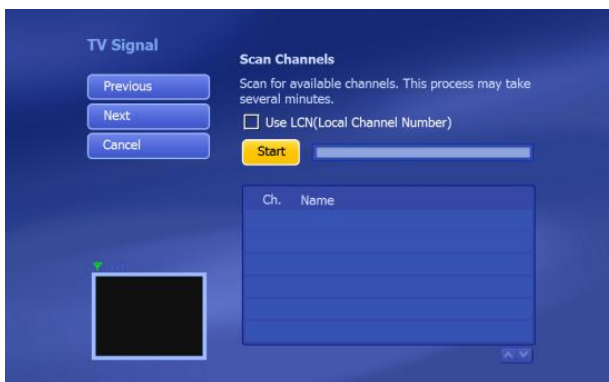 TV Signal
Previous
Next
Cancel
Scan Channels
Scan for available channels. This process may take
several minutes.
Use LCN(Local Channel Number)
Start
Ch. Name